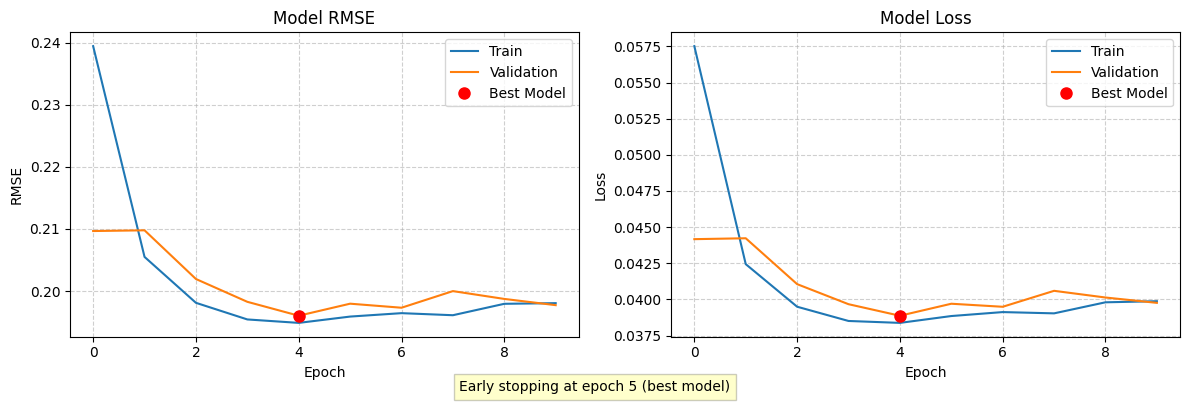 Model RMSE
RMSE
0.24
0.23
0.22
0.21
0.20
0
2
4
6
8
Epoch
Train
Validation
Best Model
Model Loss
Loss
0.0575
0.0550
0.0525
0.0500
0.0475
0.0450
0.0425
0.0400
0.0375
0
2
4
6
8
Epoch
Train
Validation
Best Model
Early stopping at epoch 5 (best model)